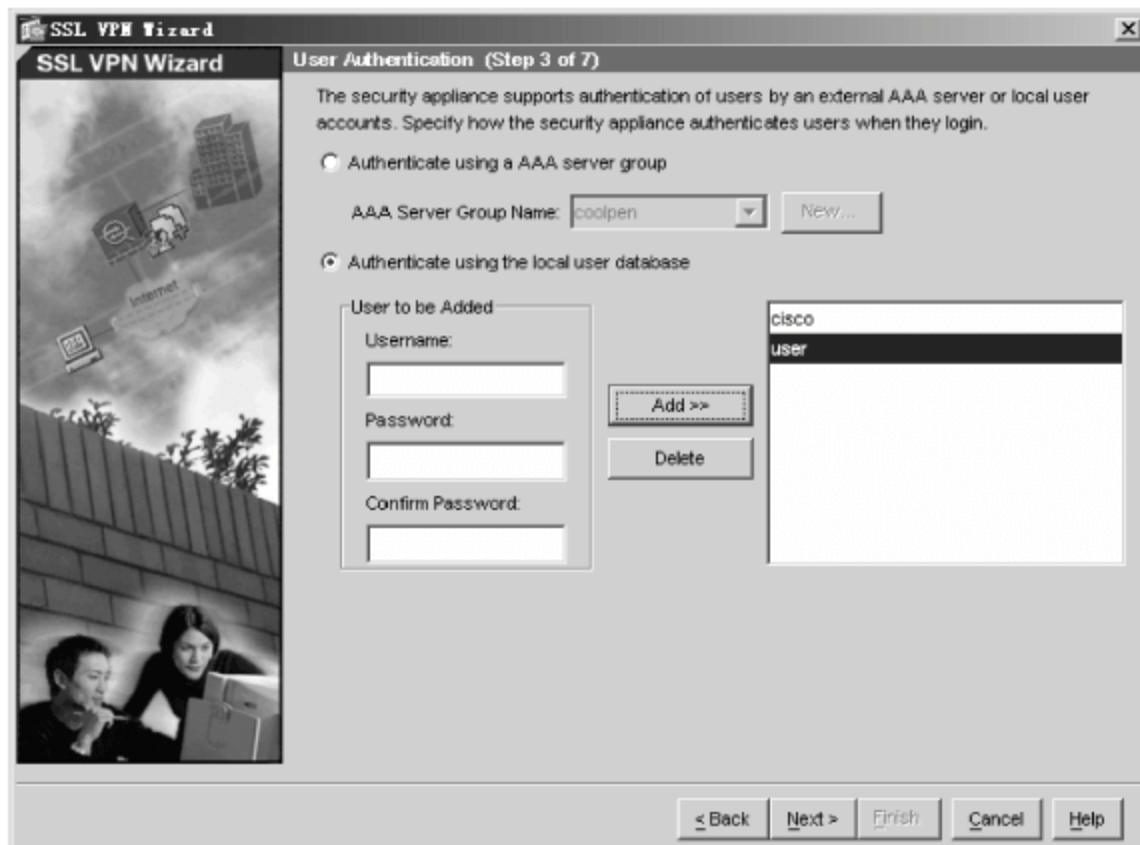 SSL VPN Wizard
SSL VPN Wizard
User Authentication (Step 3 of 7)
The security appliance supports authentication of users by an external AAA server or local user
accounts. Specify how the security appliance authenticates users when they login.
Authenticate using a AAA server group
AAA Server Group Name: coolpen New...
Authenticate using the local user database
User to be Added
Username:
Password:
Confirm Password:
Add >>
Delete
cisco
user
Internet
< Back Next > Finish Cancel Help